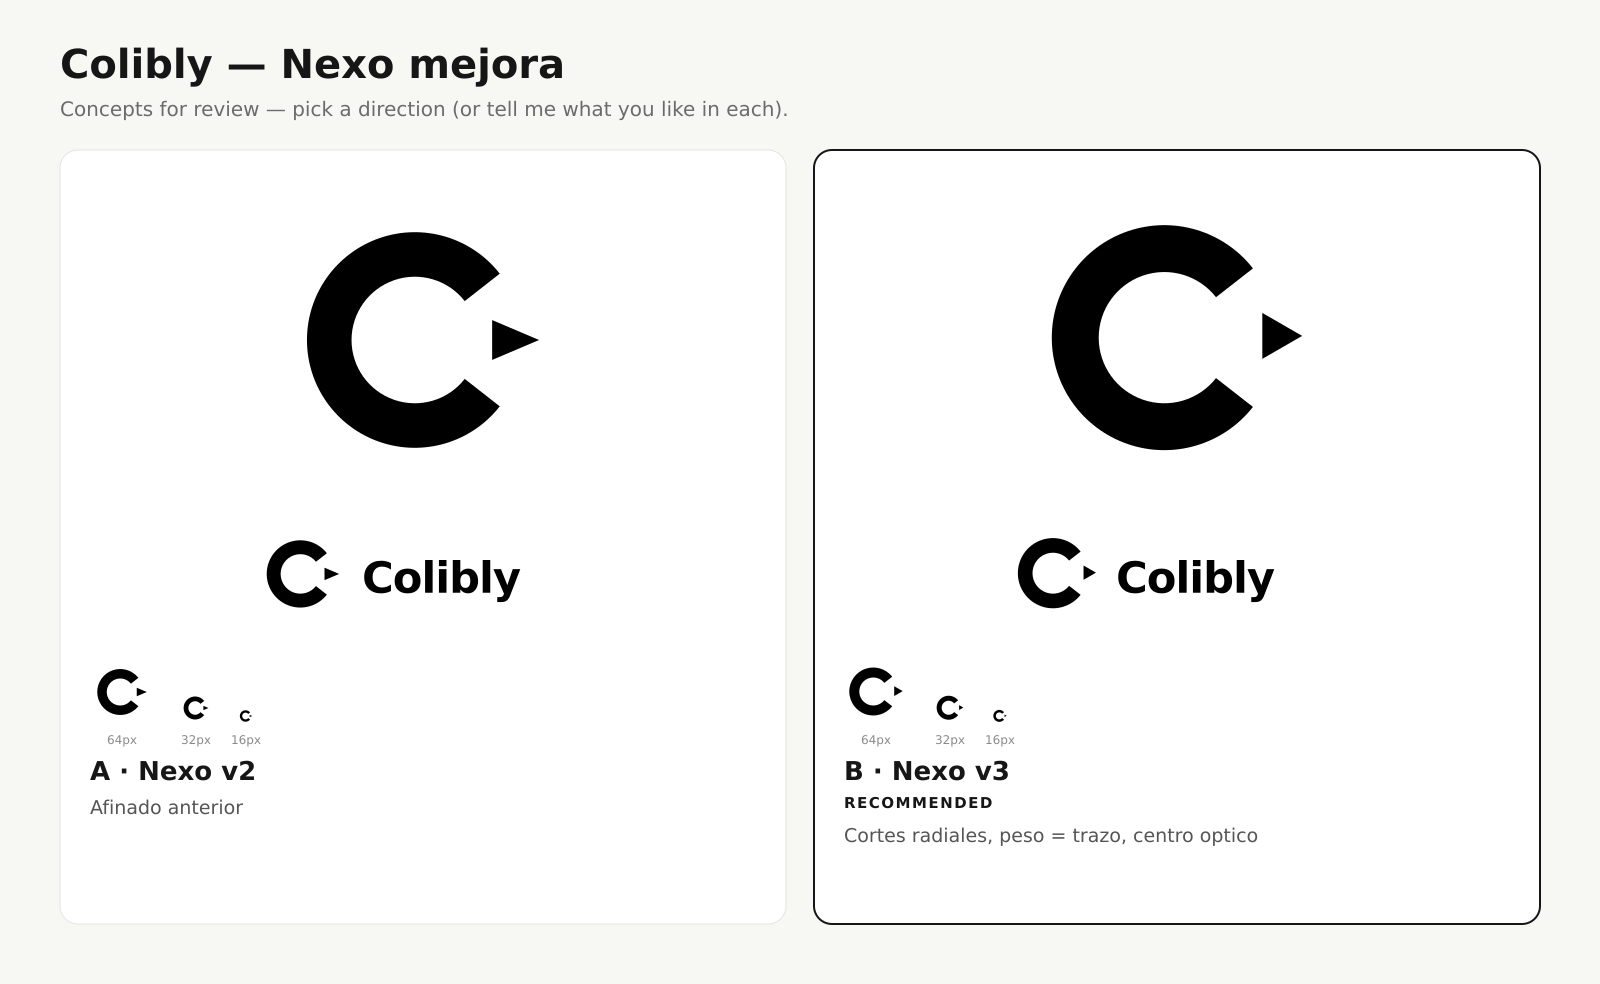 Colibly — Nexo mejora
Concepts for review — pick a direction (or tell me what you like in each).
Colibly
64px 32px 16px
A · Nexo v2
Afinado anterior
Colibly
64px 32px 16px
B · Nexo v3
RECOMMENDED
Cortes radiales, peso = trazo, centro optico